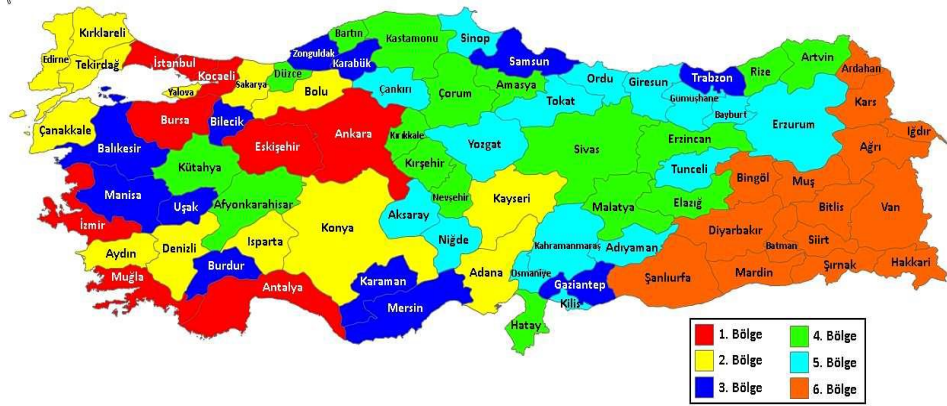 Kırklareli
Edirne
Tekirdağ
İstanbul
Kocaeli
Yalova
Sakarya
Düzce
Bolu
Zonguldak
Bartın
Karabük
Kastamonu
Sinop
Samsun
Çankırı
Çorum
Amasya
Tokat
Ordu
Giresun
Trabzon
Rize
Artvin
Ardahan
Kars
Gümüşhane
Bayburt
Erzurum
Iğdır
Ağrı
Çanakkale
Balıkesir
Bursa
Bilecik
Eskişehir
Ankara
Kırıkkale
Kırşehir
Yozgat
Sivas
Erzincan
Tunceli
Bingöl
Muş
Kütahya
Manisa
Uşak
Afyonkarahisar
İzmir
Nevşehir
Kayseri
Malatya
Elazığ
Bitlis
Van
Aydın
Denizli
Isparta
Konya
Aksaray
Niğde
Kahramanmaraş
Adıyaman
Diyarbakır
Batman
Siirt
Muğla
Burdur
Antalya
Karaman
Mersin
Adana
Osmaniye
Gaziantep
Kilis
Şanlıurfa
Mardin
Şırnak
Hakkari
Hatay
1. Bölge
2. Bölge
3. Bölge
4. Bölge
5. Bölge
6. Bölge